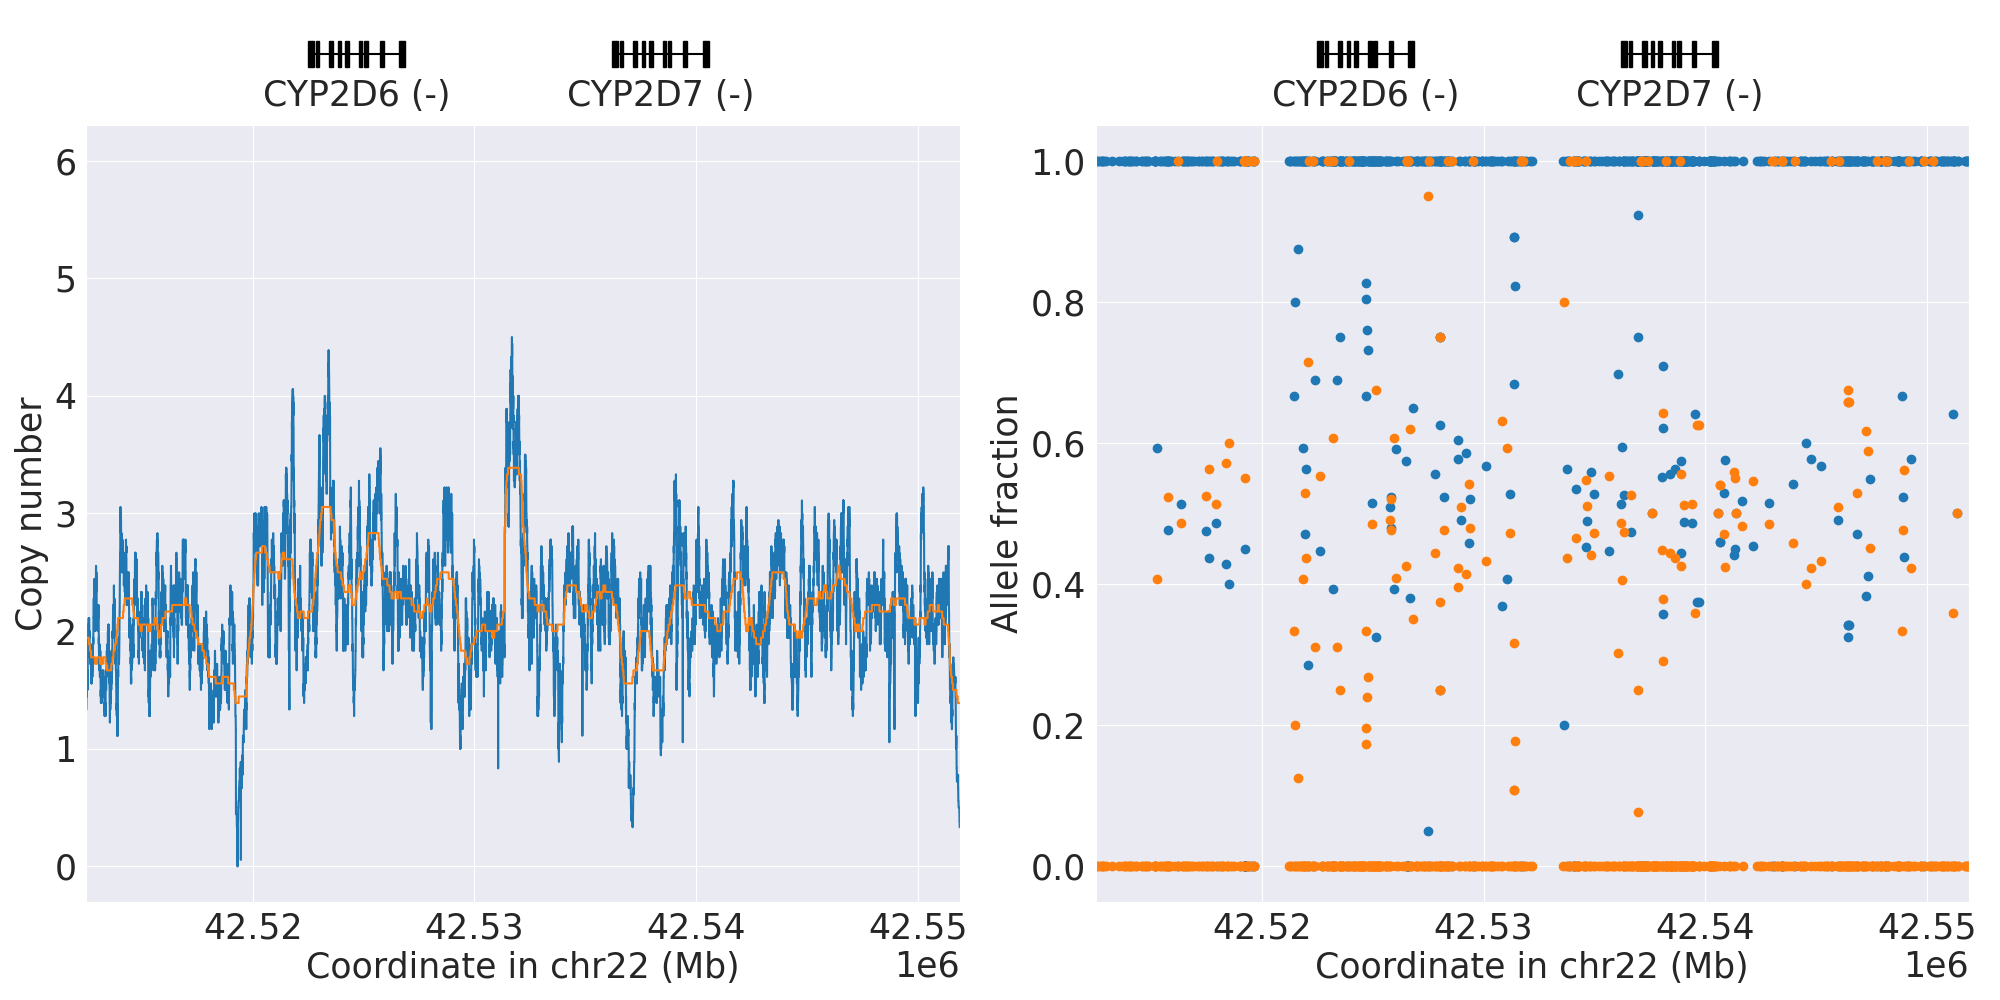 CYP2D6 (-)
CYP2D7 (-)
6
5
4
3
2
1
0
Copy number
42.52
42.53
42.54
42.55
1e6
Coordinate in chr22 (Mb)
CYP2D6 (-)
CYP2D7 (-)
1.0
0.8
0.6
0.4
0.2
0.0
Allele fraction
42.52
42.53
42.54
42.55
1e6
Coordinate in chr22 (Mb)